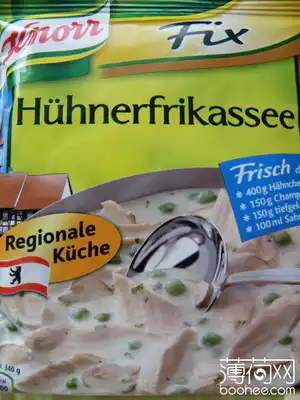 Knorr
Fix
Hühnerfrikassee
Frisch
* 400g Hähnche
* 150g Champ
* 150g tiefgek
* 100ml Sahn
Regionale
Küche
340 g
薄荷网
boohee.com